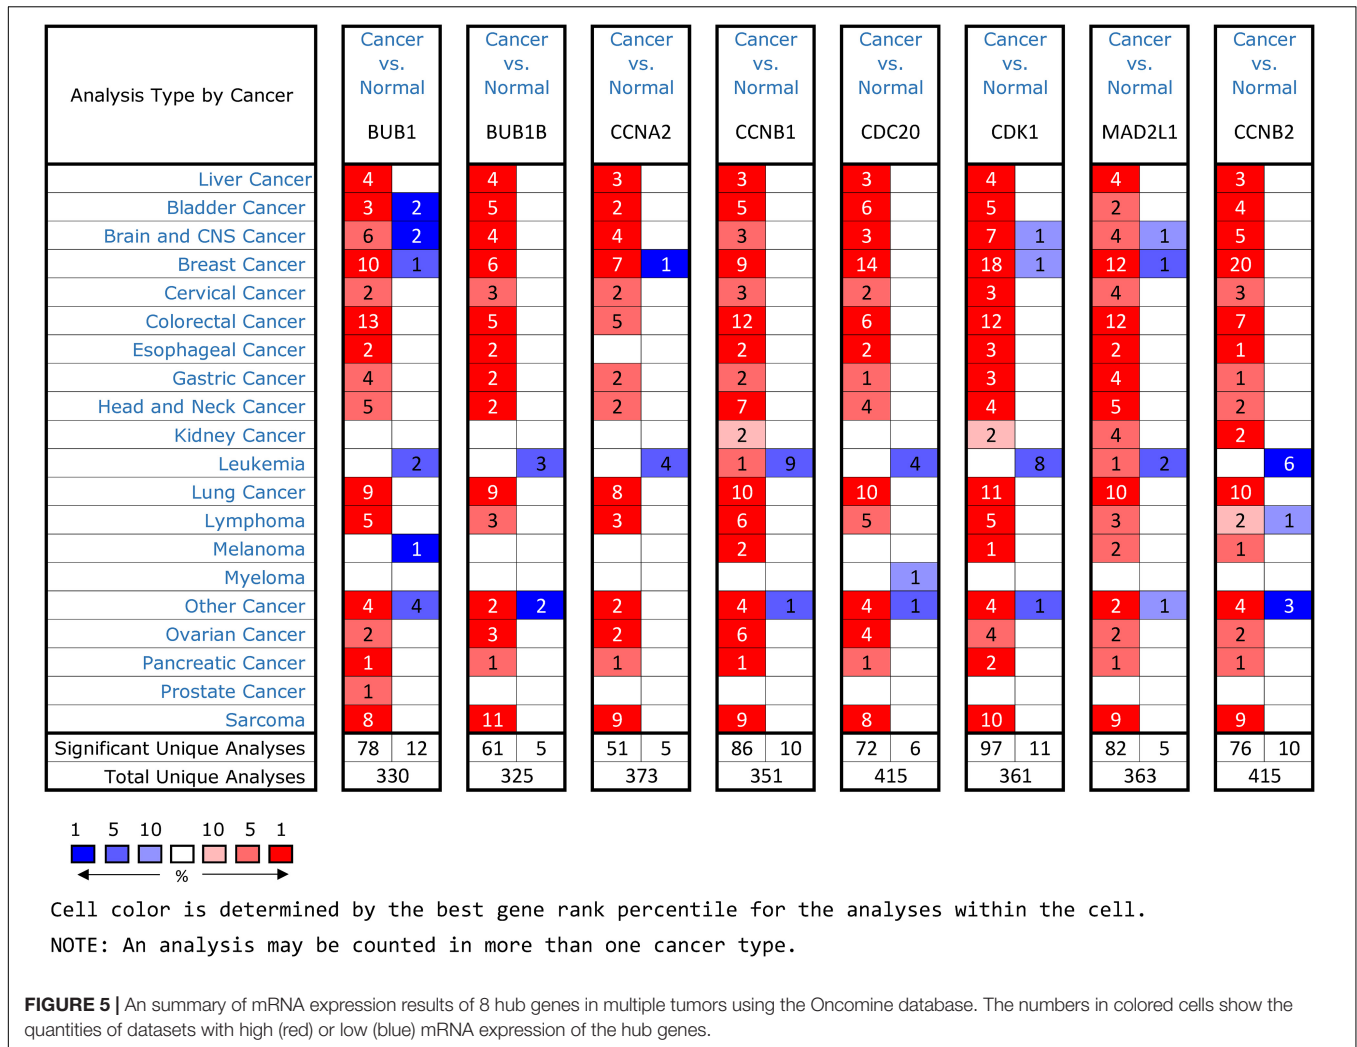 Analysis Type by Cancer
Cancer vs. Normal BUB1
Cancer vs. Normal BUB1B
Cancer vs. Normal CCNA2
Cancer vs. Normal CCNB1
Cancer vs. Normal CDC20
Cancer vs. Normal CDK1
Cancer vs. Normal MAD2L1
Cancer vs. Normal CCNB2
Liver Cancer 4 4 3 3 3 4 4 3
Bladder Cancer 3 2 5 2 5 6 5 2 4
Brain and CNS Cancer 6 2 4 4 3 3 7 1 4 1 5
Breast Cancer 10 1 6 7 1 9 14 18 1 12 1 20
Cervical Cancer 2 3 2 3 2 3 4 3
Colorectal Cancer 13 5 5 12 6 12 12 7
Esophageal Cancer 2 2 2 2 3 2 1
Gastric Cancer 4 2 2 2 1 3 4 1
Head and Neck Cancer 5 2 2 7 4 4 5 2
Kidney Cancer 2 2 4 2
Leukemia 2 3 4 1 9 4 8 1 2 6
Lung Cancer 9 9 8 10 10 11 10 10
Lymphoma 5 3 3 6 5 5 3 2 1
Melanoma 1 2 1 2 1
Myeloma 1
Other Cancer 4 4 2 2 2 4 1 4 1 4 1 2 1 4 3
Ovarian Cancer 2 3 2 6 4 4 2 2
Pancreatic Cancer 1 1 1 1 1 2 1 1
Prostate Cancer 1
Sarcoma 8 11 9 9 8 10 9 9
Significant Unique Analyses 78 12 61 5 51 5 86 10 72 6 97 11 82 5 76 10
Total Unique Analyses 330 325 373 351 415 361 363 415
1 5 10 10 5 1
%
Cell color is determined by the best gene rank percentile for the analyses within the cell.
NOTE: An analysis may be counted in more than one cancer type.
FIGURE 5 | An summary of mRNA expression results of 8 hub genes in multiple tumors using the Oncomine database. The numbers in colored cells show the
quantities of datasets with high (red) or low (blue) mRNA expression of the hub genes.